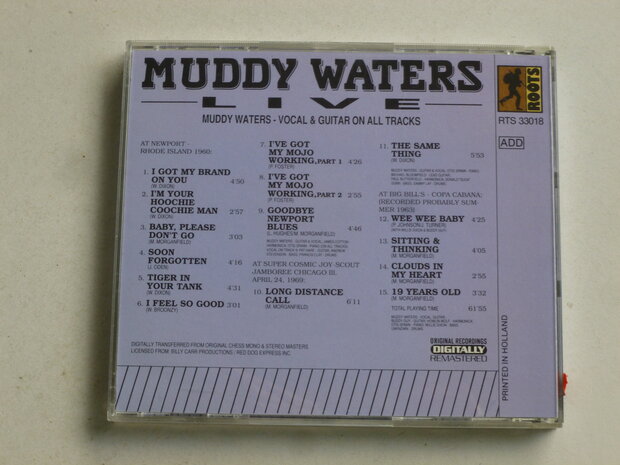 MUDDY WATERS
LIVE
MUDDY WATERS - VOCAL & GUITAR ON ALL TRACKS
ROOTS
RTS 33018
ADD
AT NEWPORT -
RHODE ISLAND 1960:
1. I GOT MY BRAND
ON YOU 4'50
(W. DIXON)
2. I'M YOUR
HOOCHIE
COOCHIE MAN 2'57
(W. DIXON)
3. BABY, PLEASE
DON'T GO 3'03
(M. MORGANFIELD)
4. SOON
FORGOTTEN 4'16
(J. ODEN)
5. TIGER IN
YOUR TANK 4'31
(W. DIXON)
6. I FEEL SO GOOD 3'01
(W. BROONZY)
7. I'VE GOT
MY MOJO
WORKING, PART 1 4'26
(P. FOSTER)
8. I'VE GOT
MY MOJO
WORKING, PART 2 2'55
(P. FOSTER)
9. GOODBYE
NEWPORT
BLUES 4'46
(L. HUGHES/M. MORGANFIELD)
AT SUPER COSMIC JOY-SCOUT
JAMBOREE CHICAGO Ill,
APRIL 24, 1969:
10. LONG DISTANCE
CALL 6'11
(M. MORGANFIELD)
11. THE SAME
THING 5'53
(W. DIXON)
AT BIG BILL'S - COPA CABANA;
(RECORDED PROBABLY SUM-
MER 1963)
12. WEE WEE BABY 4'25
(P. JOHNSON/J. TURNER)
(WITH WILLIE DIXON & BUDDY GUY)
13. SITTING &
THINKING 4'05
(M. MORGANFIELD)
14. CLOUDS IN
MY HEART 2'55
(M. MORGANFIELD)
15. 19 YEARS OLD 3'32
(M. MORGANFIELD)
TOTAL PLAYING TIME 61'55
DIGITALLY TRANSFERRED FROM ORIGINAL CHESS MONO & STEREO MASTERS
LICENSED FROM: BILLY CARR PRODUCTIONS / RED DOG EXPRESS INC.
ORIGINAL RECORDINGS
DIGITALLY
REMASTERED
PRINTED IN HOLLAND